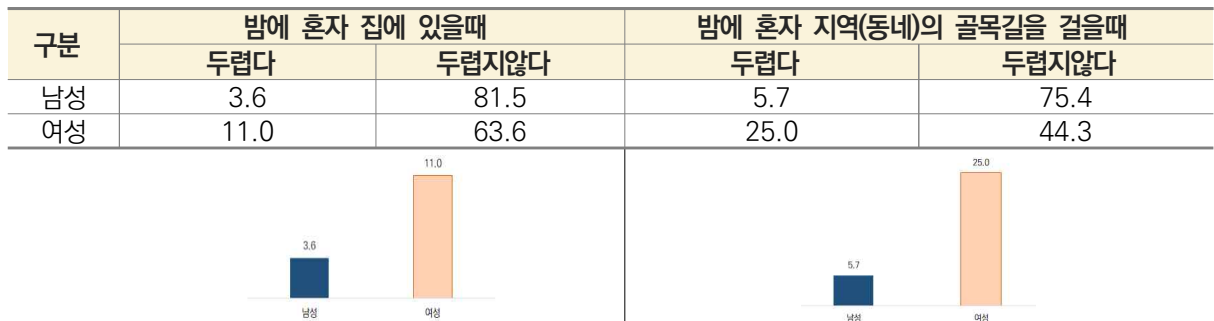 구분 밤에 혼자 집에 있을때 밤에 혼자 지역(동네)의 골목길을 걸을때
두렵다 두렵지않다 두렵다 두렵지않다
남성 3.6 81.5 5.7 75.4
여성 11.0 63.6 25.0 44.3
11.0
3.6
남성 여성
25.0
5.7
남성 여성